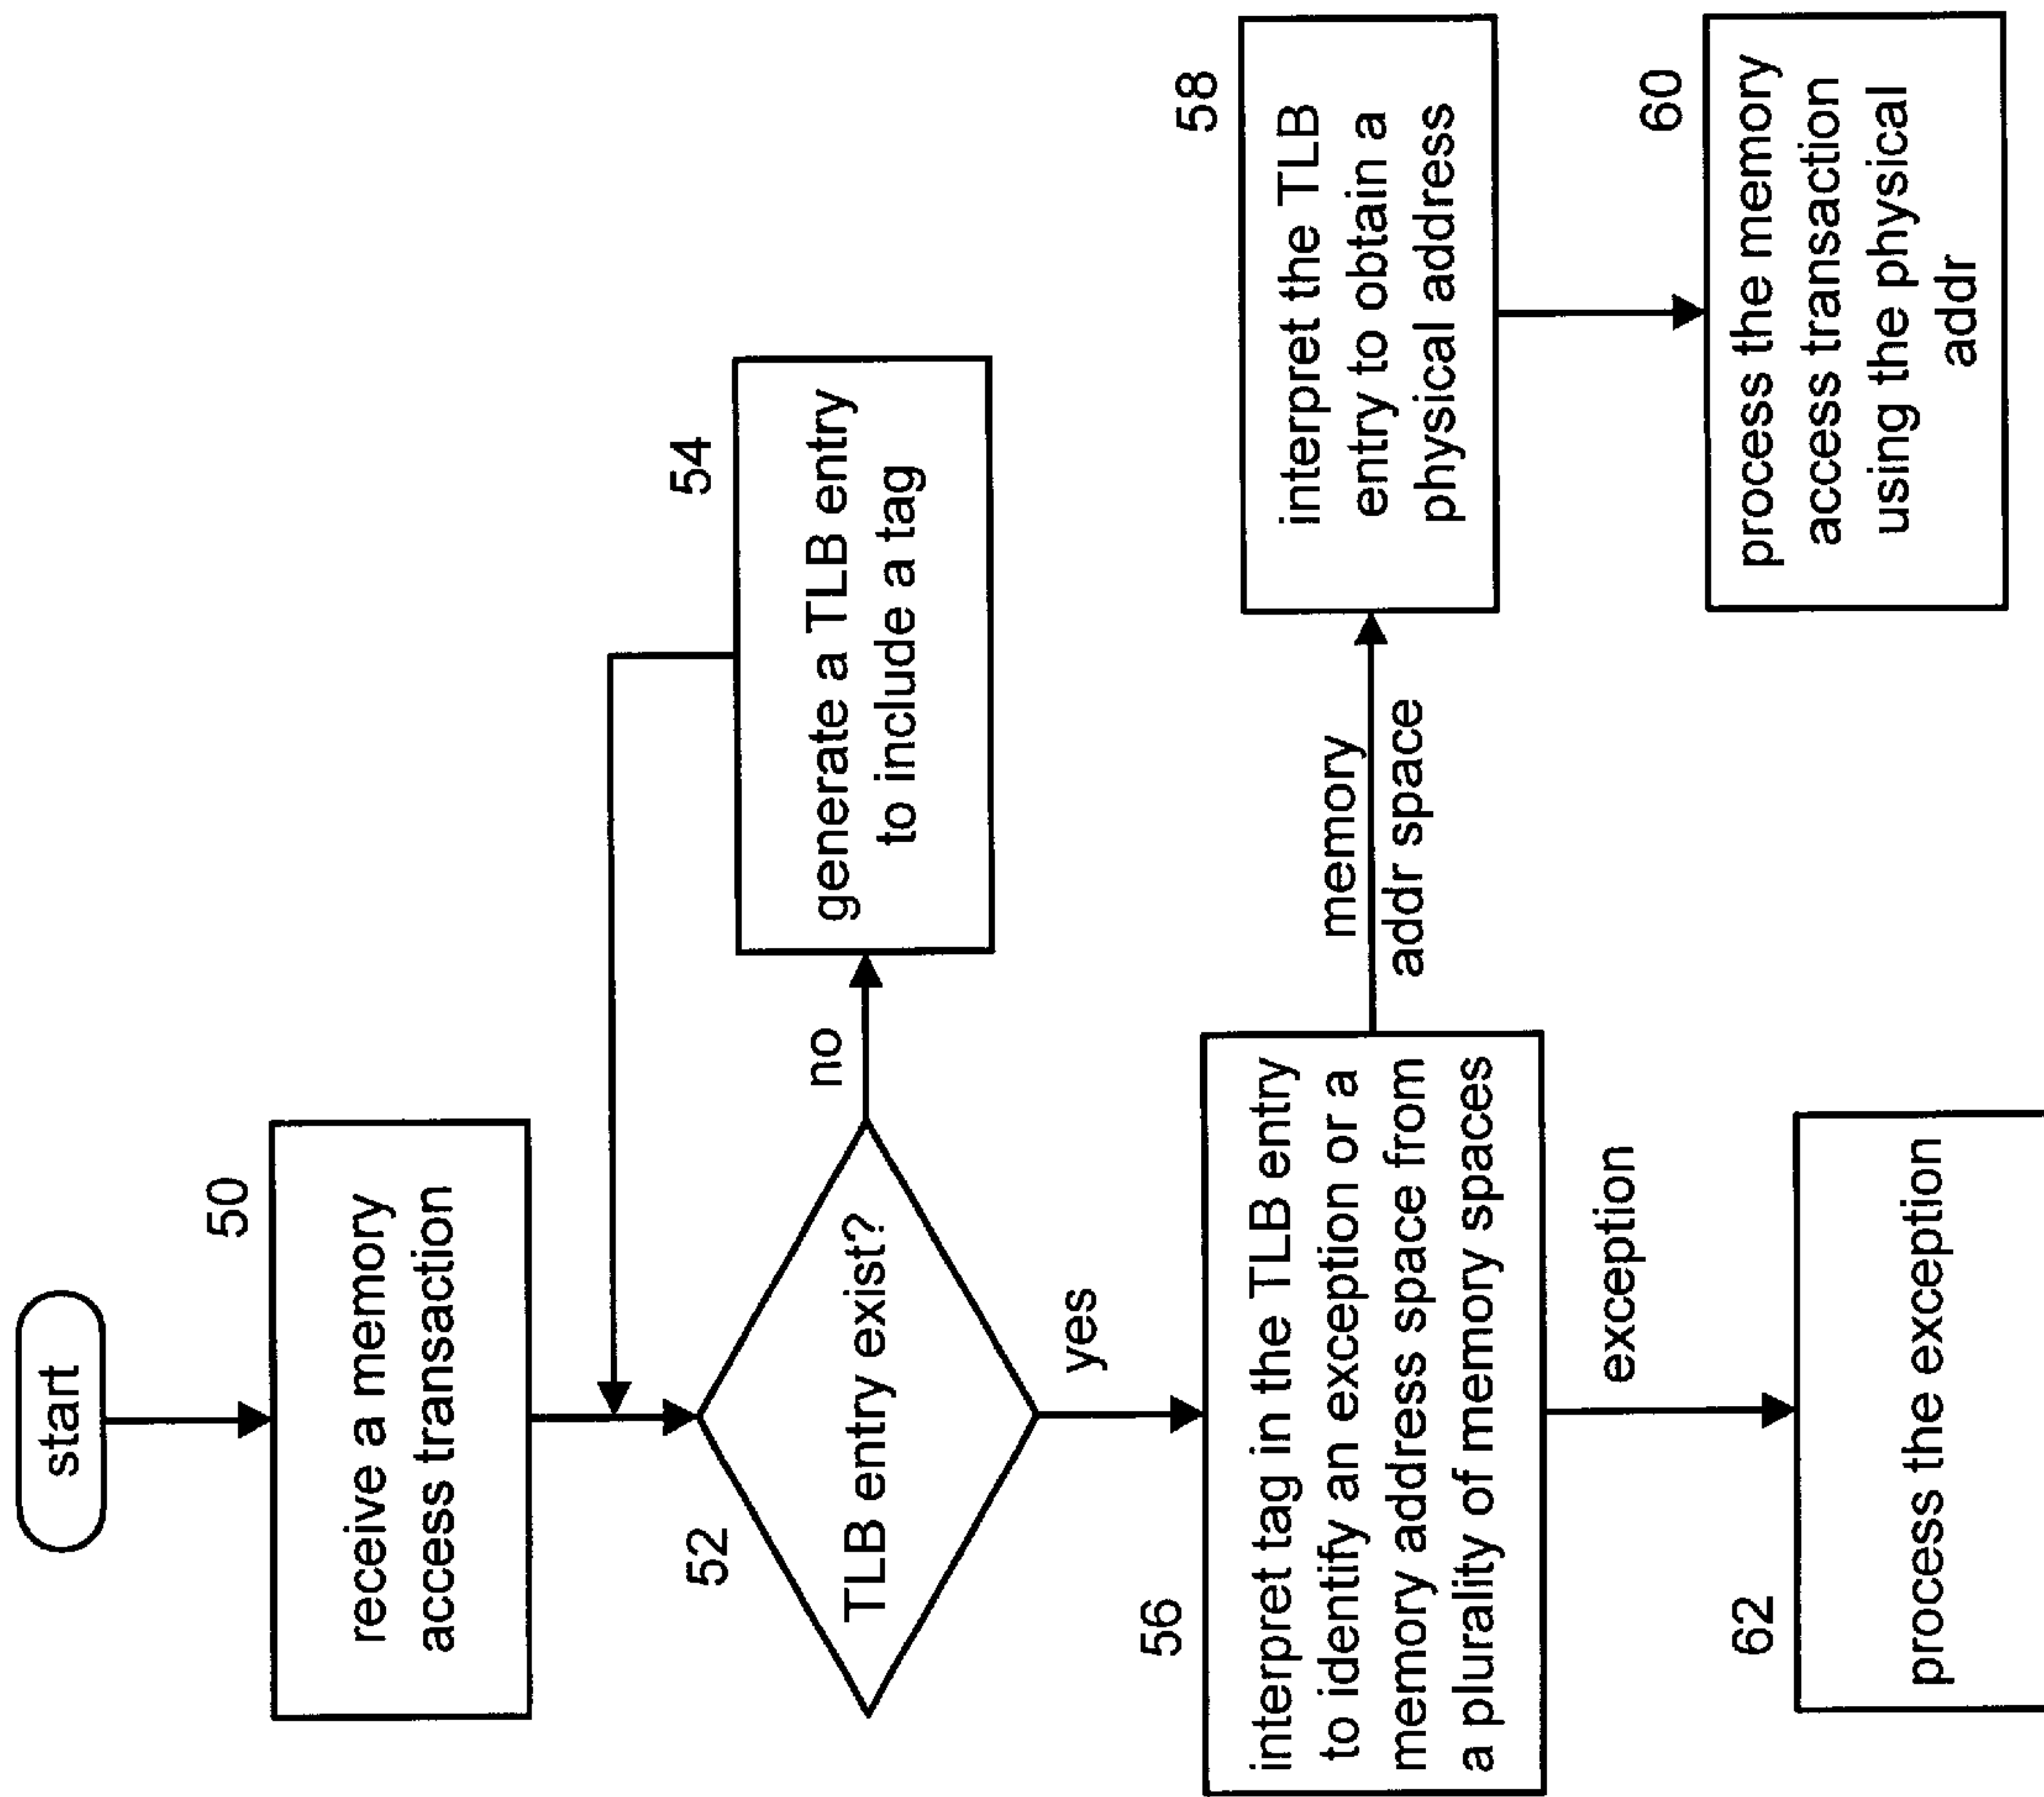 start
50
receive a memory
access transaction
52
TLB entry exist?
no
54
generate a TLB entry
to include a tag
yes
56
interpret tag in the TLB entry
to identify an exception or a
memory address space from
a plurality of memory spaces
memory
addr space
58
interpret the TLB
entry to obtain a
physical address
60
process the memory
access transaction
using the physical
addr
exception
62
process the exception